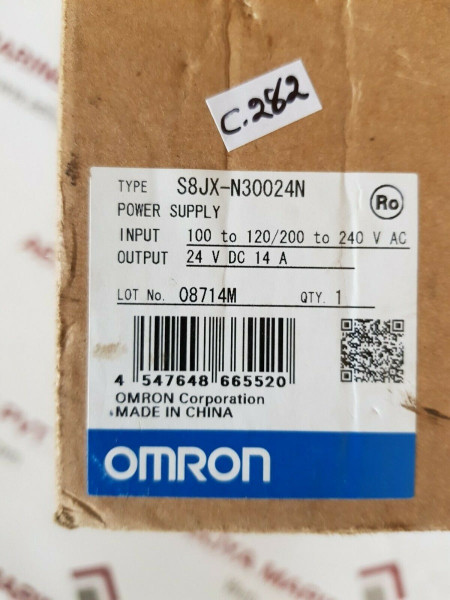 C.282
TYPE S8JX-N30024N
Ro
POWER SUPPLY
INPUT 100 to 120/200 to 240 V AC
OUTPUT 24 V DC 14 A
LOT No. 08714M QTY. 1
4 547648 665520
OMRON Corporation
MADE IN CHINA
OMRON